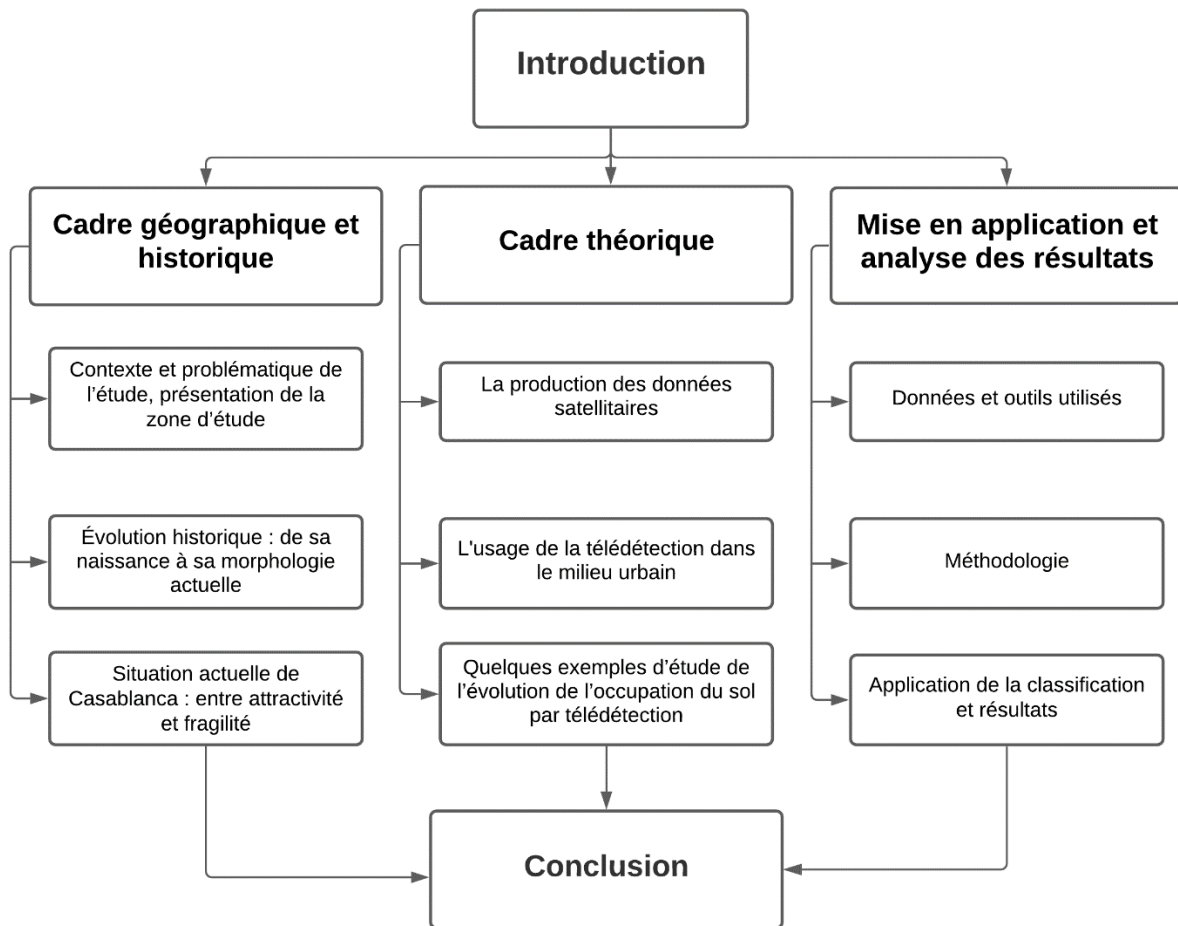 Introduction
Cadre géographique et
historique
Contexte et problématique de
l’étude, présentation de la
zone d’étude
Évolution historique : de sa
naissance à sa morphologie
actuelle
Situation actuelle de
Casablanca : entre attractivité
et fragilité
Cadre théorique
La production des données
satellitaires
L'usage de la télédétection dans
le milieu urbain
Quelques exemples d’étude de
l’évolution de l’occupation du sol
par télédétection
Mise en application et
analyse des résultats
Données et outils utilisés
Méthodologie
Application de la classification
et résultats
Conclusion